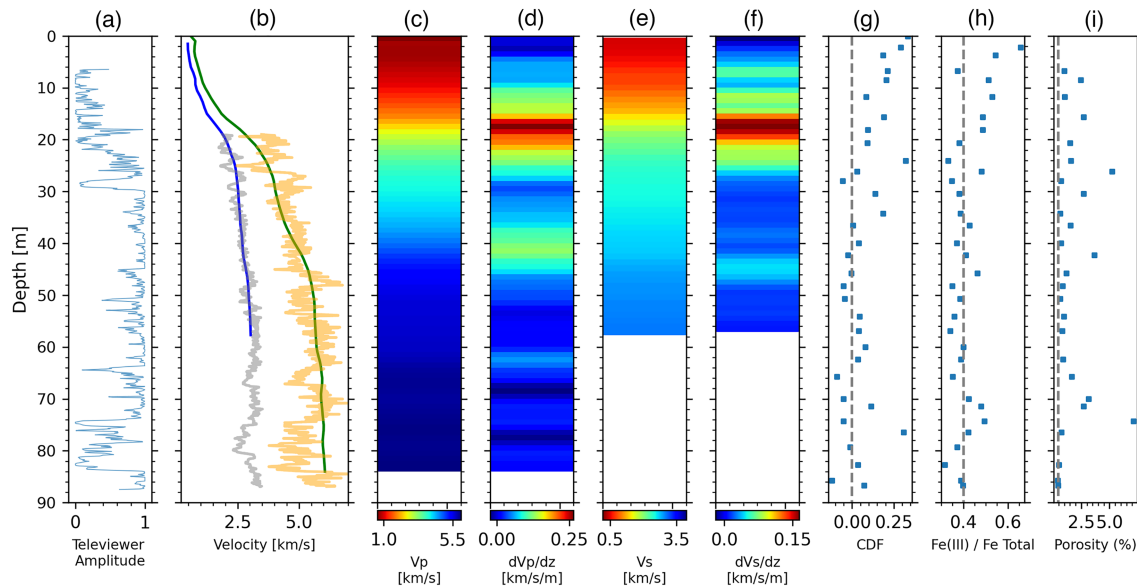 (a) (b) (c) (d) (e) (f) (g) (h) (i)
0
10
20
30
40
50
60
70
80
90
Depth [m]
0 1 2.5 5.0 0.00 0.25 0.4 0.6 2.55.0
1.0 5.5 0.00 0.25 0.5 3.5 0.00 0.15
Televiewer
Amplitude
Velocity [km/s]
Vp
[km/s]
dVp/dz
[km/s/m]
Vs
[km/s]
dVs/dz
[km/s/m]
CDF
Fe(III) / Fe Total
Porosity (%)